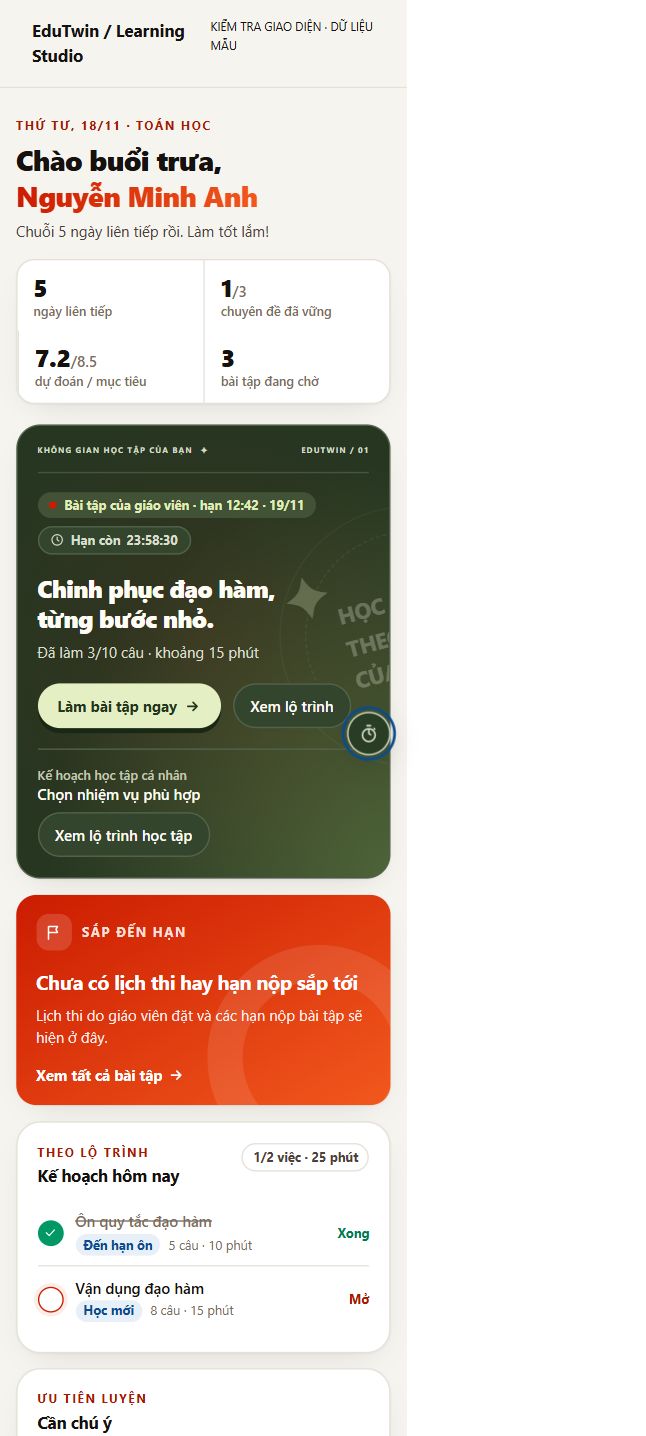 EduTwin / Learning
Studio
KIỂM TRA GIAO DIỆN · DỮ LIỆU
MẪU
THỨ TƯ, 18/11 · TOÁN HỌC
Chào buổi trưa,
Nguyễn Minh Anh
Chuỗi 5 ngày liên tiếp rồi. Làm tốt lắm!
5
ngày liên tiếp
1/3
chuyên đề đã vững
7.2/8.5
dự đoán / mục tiêu
3
bài tập đang chờ
KHÔNG GIAN HỌC TẬP CỦA BẠN
EDUTWIN / 01
Bài tập của giáo viên · hạn 12:42 · 19/11
Hạn còn 23:58:30
Chinh phục đạo hàm,
từng bước nhỏ.
HỌC
THEO
CỦA
Đã làm 3/10 câu · khoảng 15 phút
Làm bài tập ngay →
Xem lộ trình
Kế hoạch học tập cá nhân
Chọn nhiệm vụ phù hợp
Xem lộ trình học tập
SẮP ĐẾN HẠN
Chưa có lịch thi hay hạn nộp sắp tới
Lịch thi do giáo viên đặt và các hạn nộp bài tập sẽ
hiện ở đây.
Xem tất cả bài tập →
THEO LỘ TRÌNH
Kế hoạch hôm nay
1/2 việc · 25 phút
Ôn quy tắc đạo hàm
Đến hạn ôn 5 câu · 10 phút
Xong
Vận dụng đạo hàm
Học mới 8 câu · 15 phút
Mở
ƯU TIÊN LUYỆN
Cần chú ý